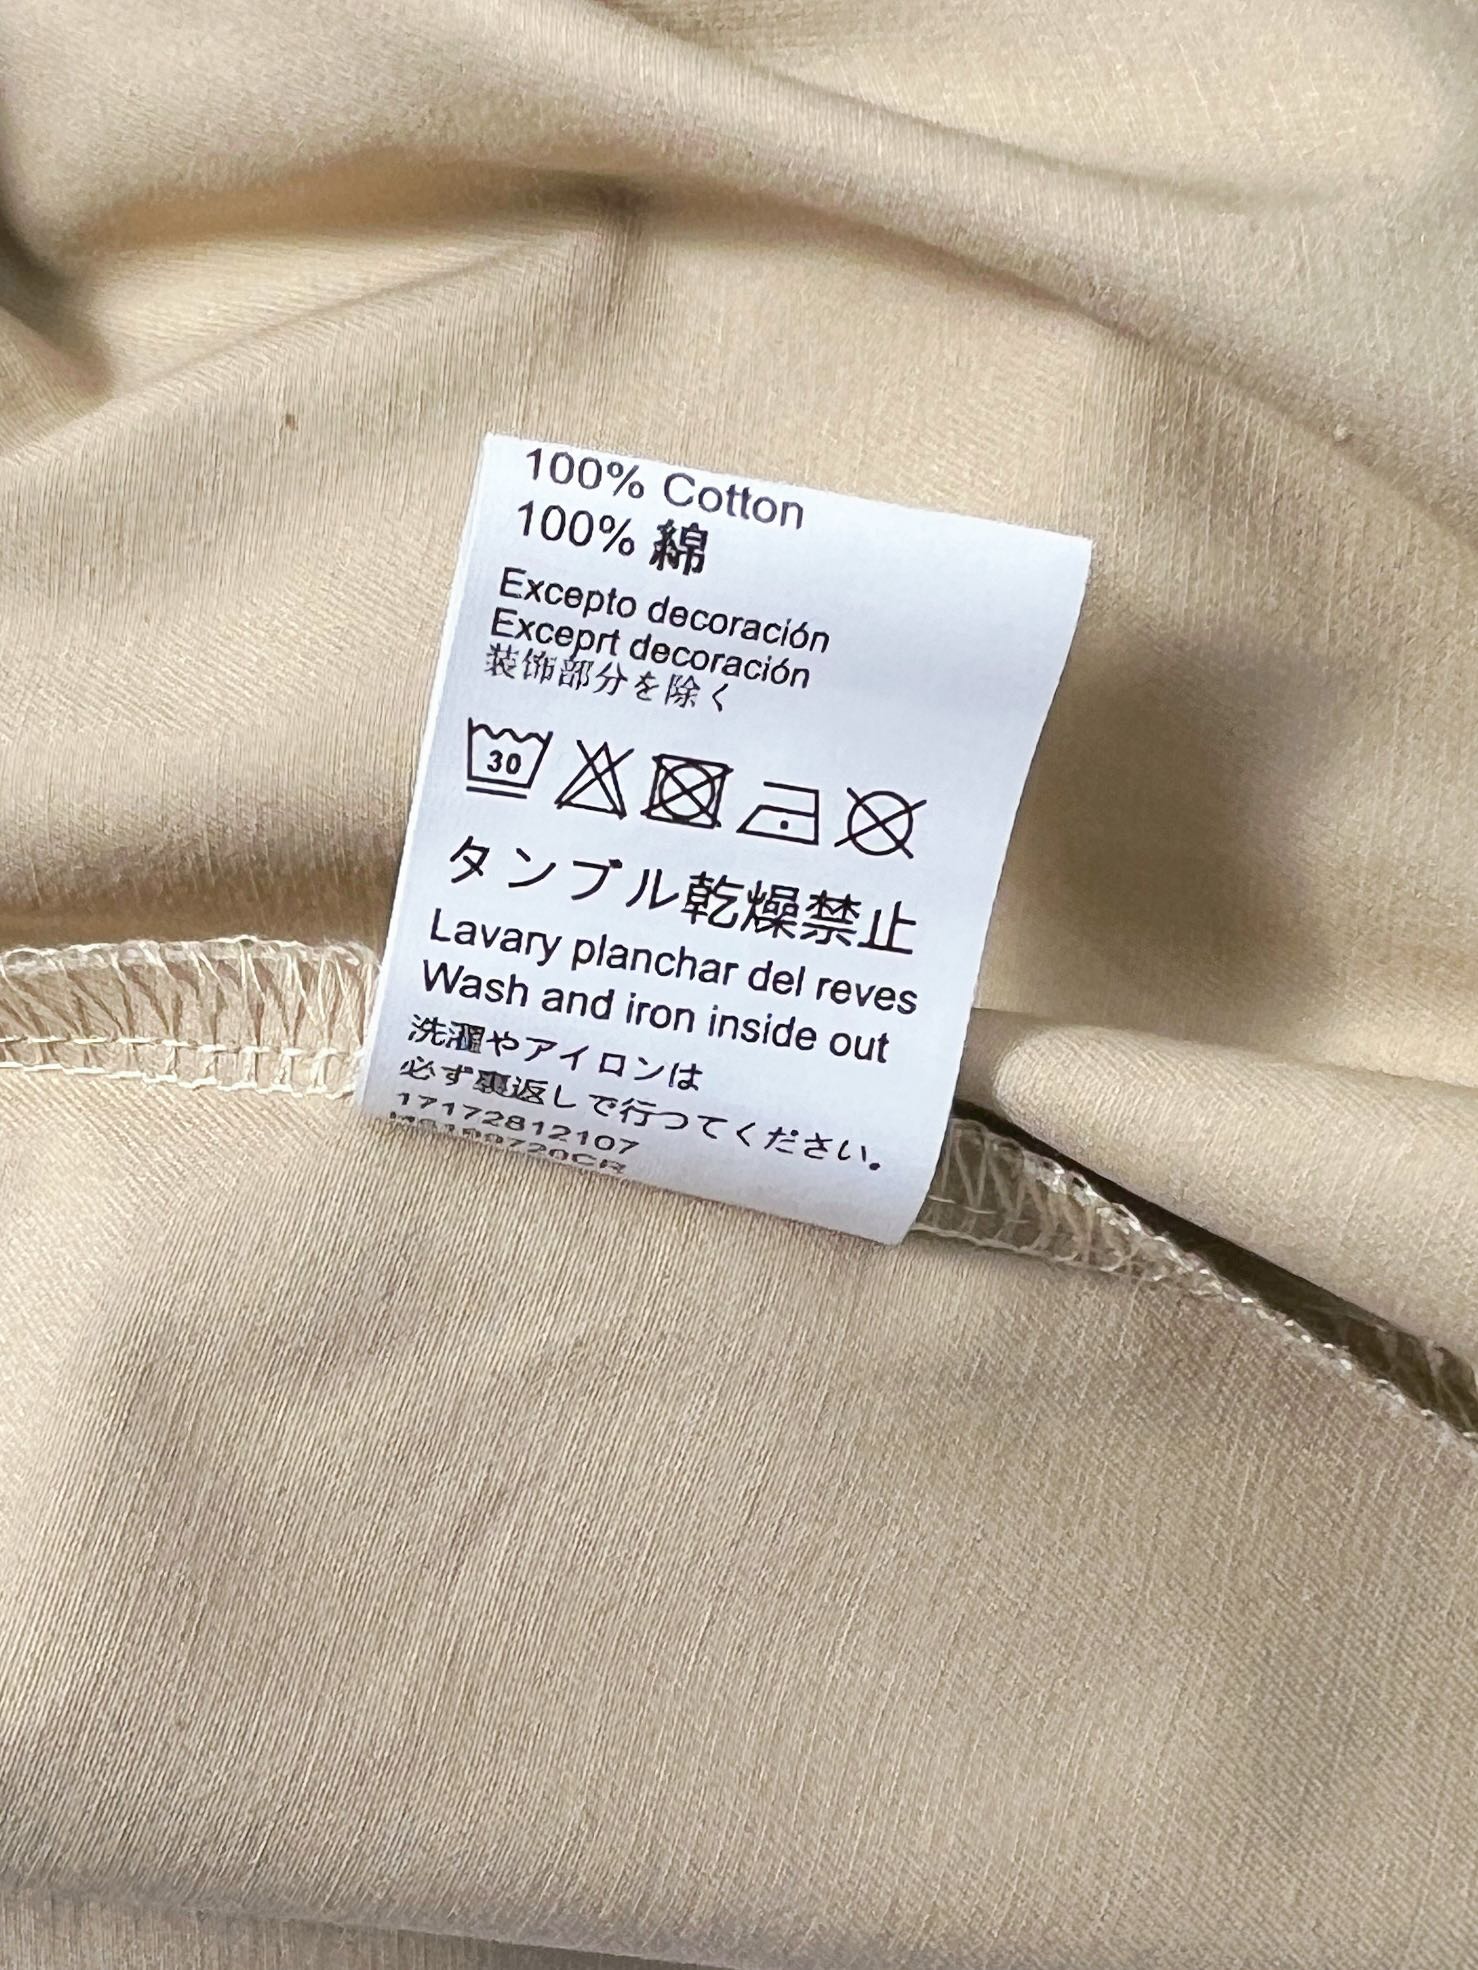 100% Cotton
100% 綿
Excepto decoración
Exceprt decoración
装飾部分を除く
30
タンブル乾燥禁止
Lavary planchar del reves
Wash and iron inside out
洗濯やアイロンは
必ず裏返しで行つてください。
17172812107